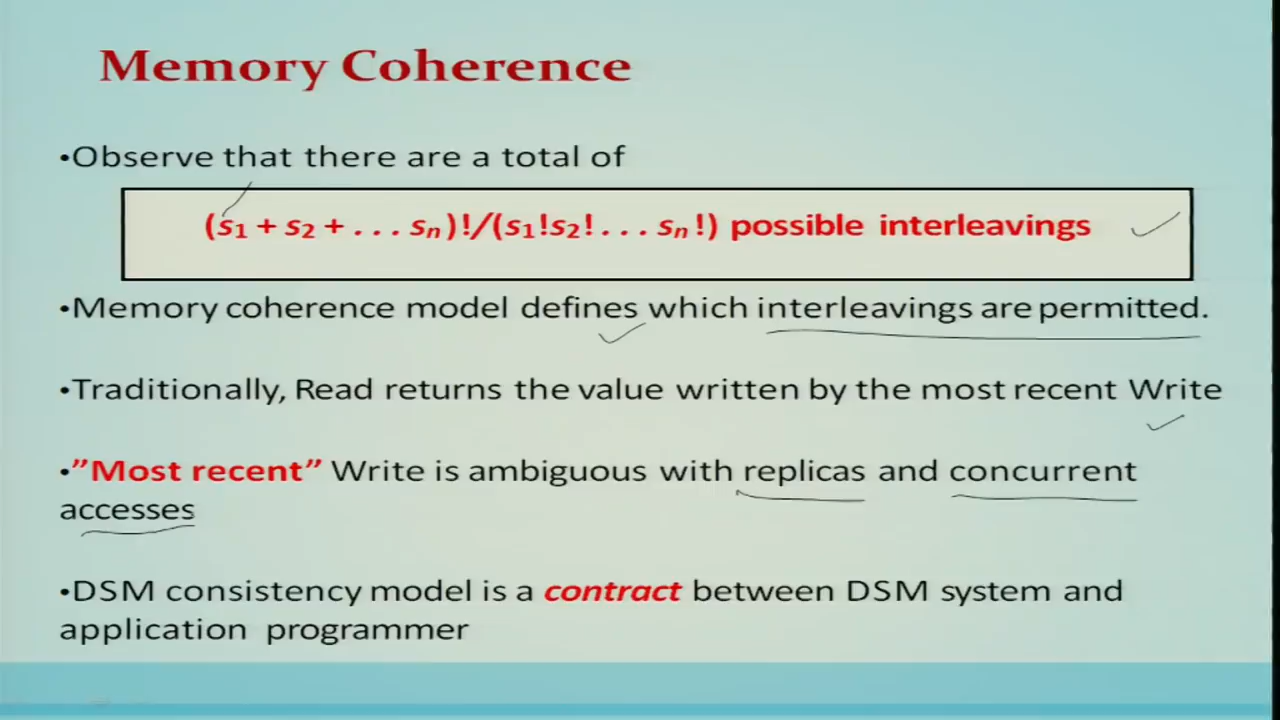 Memory Coherence
•Observe that there are a total of
(s₁ + s₂ + . . . sₙ)!/(s₁!s₂! . . . sₙ!) possible interleavings
•Memory coherence model defines which interleavings are permitted.
•Traditionally, Read returns the value written by the most recent Write
•”Most recent” Write is ambiguous with replicas and concurrent
accesses
•DSM consistency model is a contract between DSM system and
application programmer